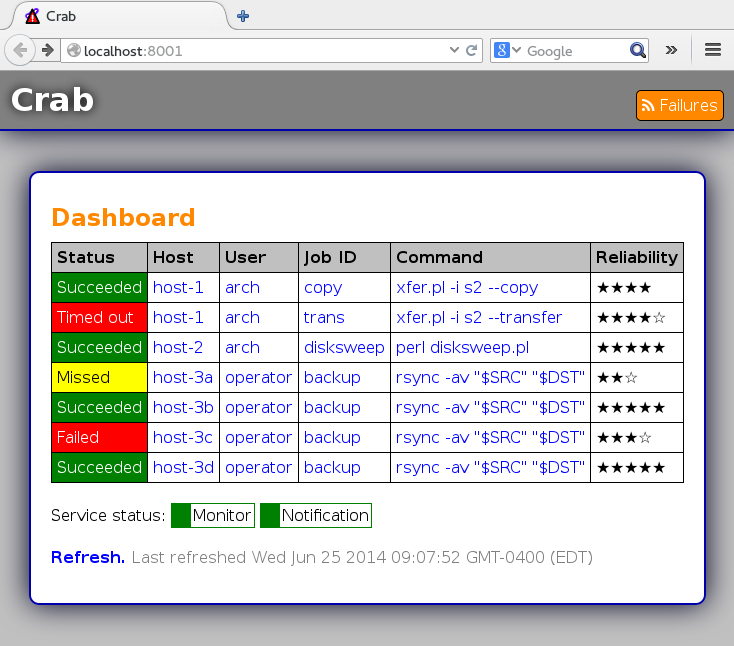 Crab
localhost:8001
Google
Crab
Failures
Dashboard
Status Host User Job ID Command Reliability
Succeeded host-1 arch copy xfer.pl -i s2 --copy ★★★★
Timed out host-1 arch trans xfer.pl -i s2 --transfer ★★★★☆
Succeeded host-2 arch disksweep perl disksweep.pl ★★★★★
Missed host-3a operator backup rsync -av "$SRC" "$DST" ★★☆
Succeeded host-3b operator backup rsync -av "$SRC" "$DST" ★★★★★
Failed host-3c operator backup rsync -av "$SRC" "$DST" ★★★☆
Succeeded host-3d operator backup rsync -av "$SRC" "$DST" ★★★★★
Service status: Monitor Notification
Refresh. Last refreshed Wed Jun 25 2014 09:07:52 GMT-0400 (EDT)